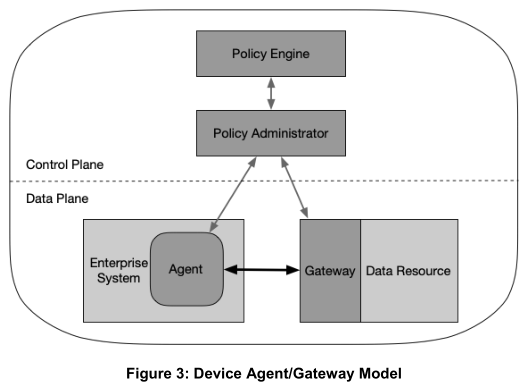 Policy Engine
Policy Administrator
Control Plane
Data Plane
Enterprise
System
Agent
Gateway
Data Resource
Figure 3: Device Agent/Gateway Model